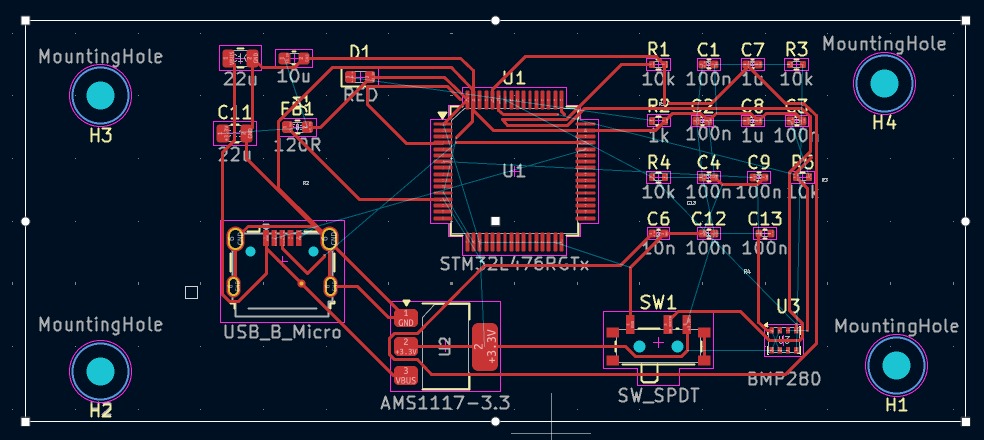 MountingHole
H3
22u
10u
D1
RED
C11
22u
FB1
120R
U1
U1
STM32L476RGTx
R1
10k
C1
100n
C7
1u
R3
10k
R2
1k
C2
100n
C8
1u
C3
100n
R4
10k
C4
100n
C9
100n
R5
10k
C6
10n
C12
100n
C13
100n
MountingHole
H4
R2
R4
USB_B_Micro
MountingHole
H2
1
GND
2
+3.3V
3
VBUS
U2
2
+3.3V
AMS1117-3.3
SW1
SW_SPDT
U3
BMP280
MountingHole
H1